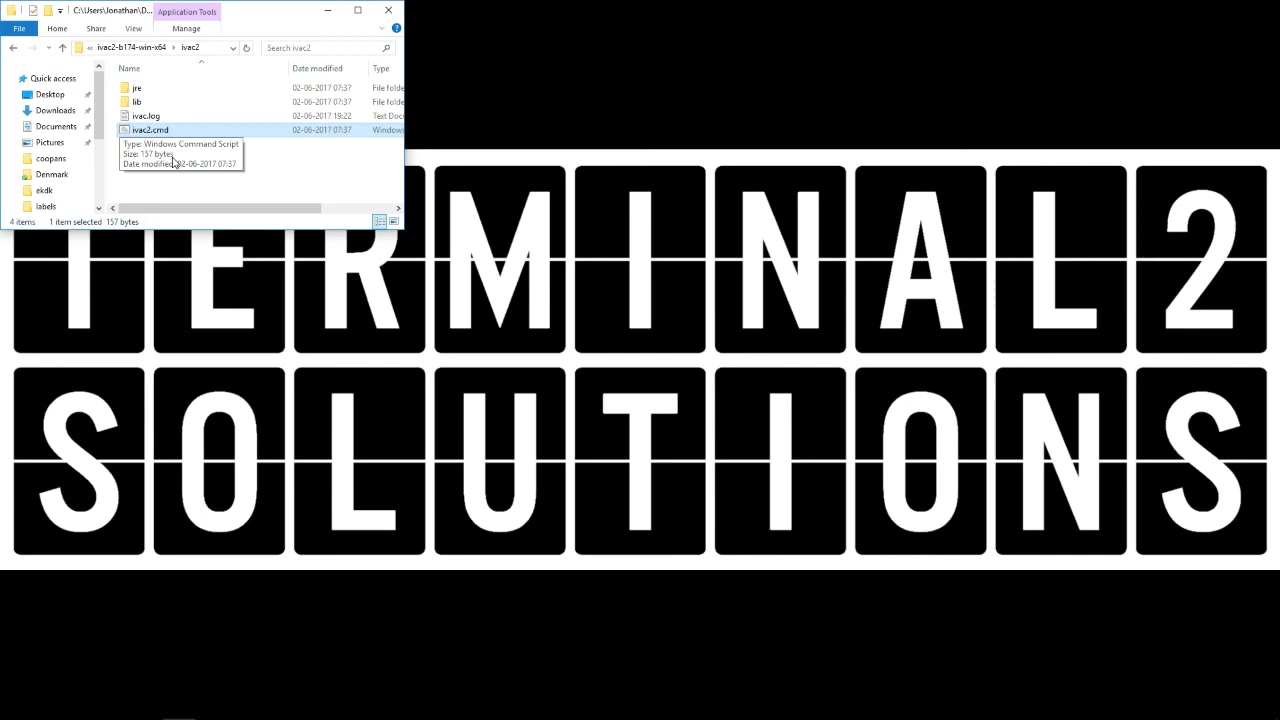 C:\Users\Jonathan\D...
Application Tools
File
Home
Share
View
Manage
«
ivac2-b174-win-x64
ivac2
Search ivac2
Name
Date modified
Type
Quick access
Desktop
Downloads
Documents
Pictures
coopans
Denmark
ekdk
labels
jre 02-06-2017 07:37 File folde
lib 02-06-2017 07:37 File folde
ivac.log 02-06-2017 19:22 Text Docu
ivac2.cmd 02-06-2017 07:37 Windows
Type: Windows Command Script
Size: 157 bytes
Date modified: 02-06-2017 07:37
4 items 1 item selected 157 bytes
TERMINAL2
SOLUTIONS